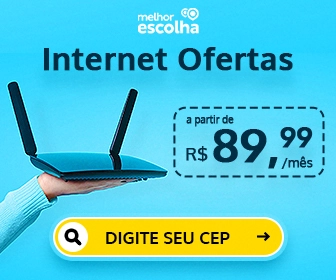 melhor
escolha
Internet Ofertas
a partir de
R$ 89,99
/mês
DIGITE SEU CEP